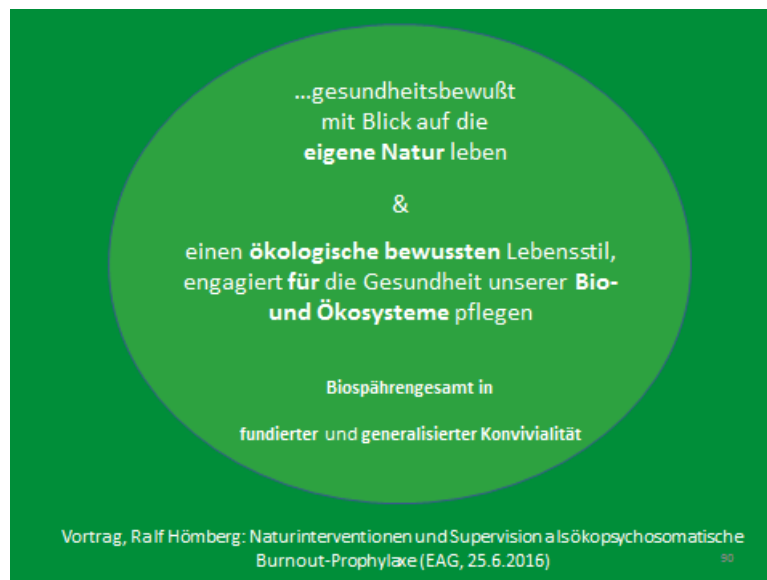 ...gesundheitsbewußt
mit Blick auf die
eigene Natur leben
&
einen ökologische bewussten Lebensstil,
engagiert für die Gesundheit unserer Bio-
und Ökosysteme pflegen
Biospährengesamt in
fundierter und generalisierter Konvivialität
Vortrag, Ralf Hömberg: Naturinterventionen und Supervision als ökopsychosomatische
Burnout-Prophylaxe (EAG, 25.6.2016)
90